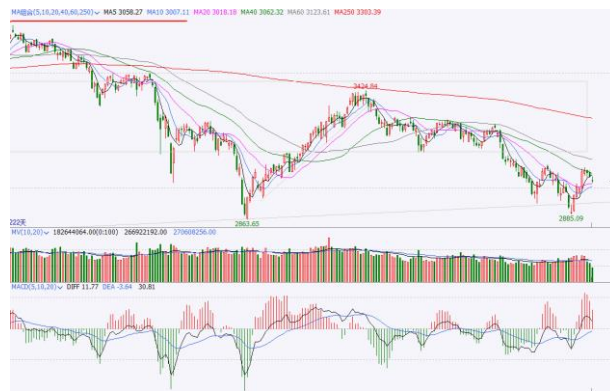 MA组合(5,10,20,40,60,250) MA5 3058.27 MA10 3007.11 MA20 3018.18 MA40 3062.32 MA60 3123.61 MA250 3303.39
3424.84
2863.65
2885.09
222天
MV(10,20) 182644864.00(0:100) 266922192.00 270608256.00
MACD(5,10,20) DIFF 11.77 DEA -3.64 30.81